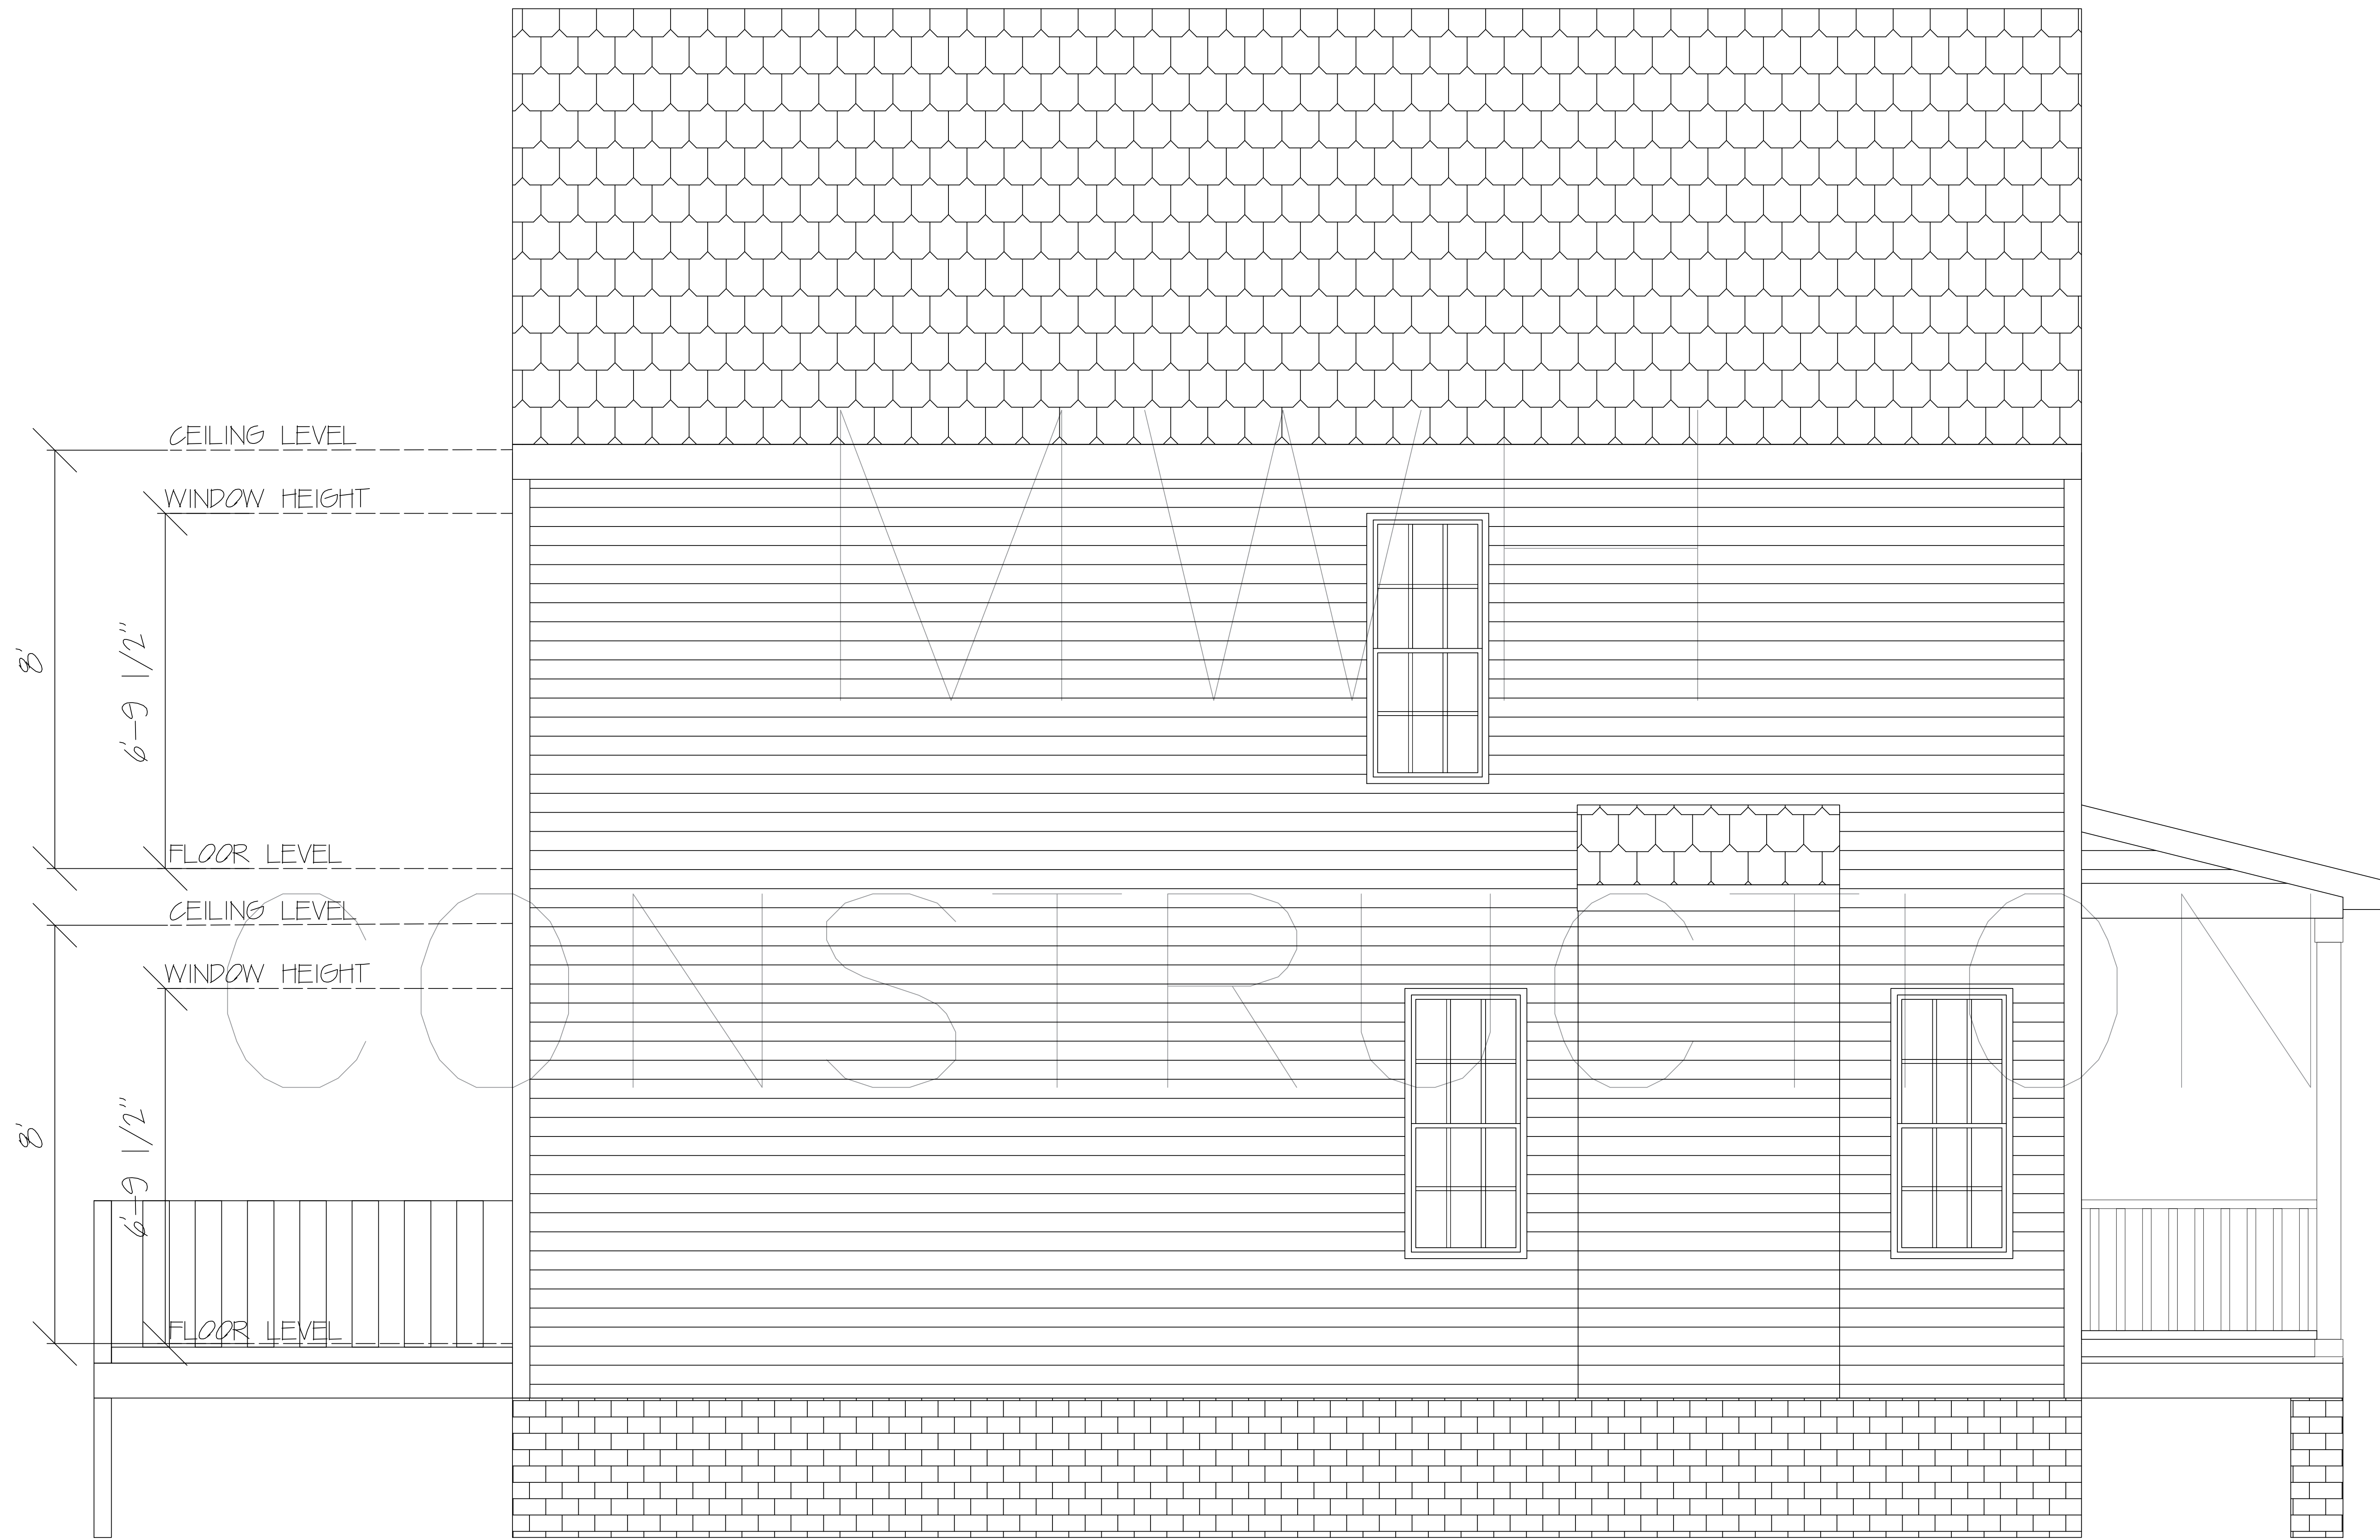 CEILING LEVEL
WINDOW HEIGHT
8'
6'-9 1/2"
FLOOR LEVEL
CEILING LEVEL
WINDOW HEIGHT
8'
6'-9 1/2"
FLOOR LEVEL
MWH
CONSTRUCTION